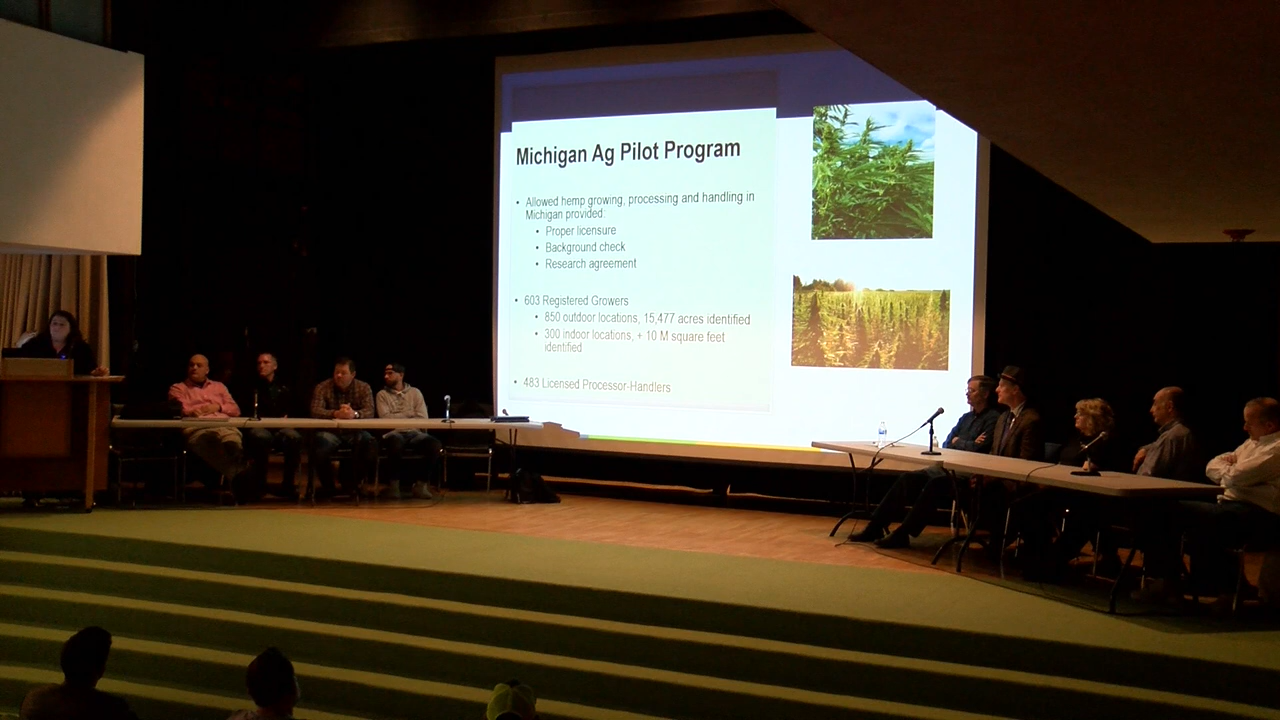 Michigan Ag Pilot Program
• Allowed hemp growing, processing and handling in
Michigan provided:
• Proper licensure
• Background check
• Research agreement
• 603 Registered Growers
• 850 outdoor locations, 15,477 acres identified
• 300 indoor locations, + 10 M square feet
identified
• 483 Licensed Processor-Handlers